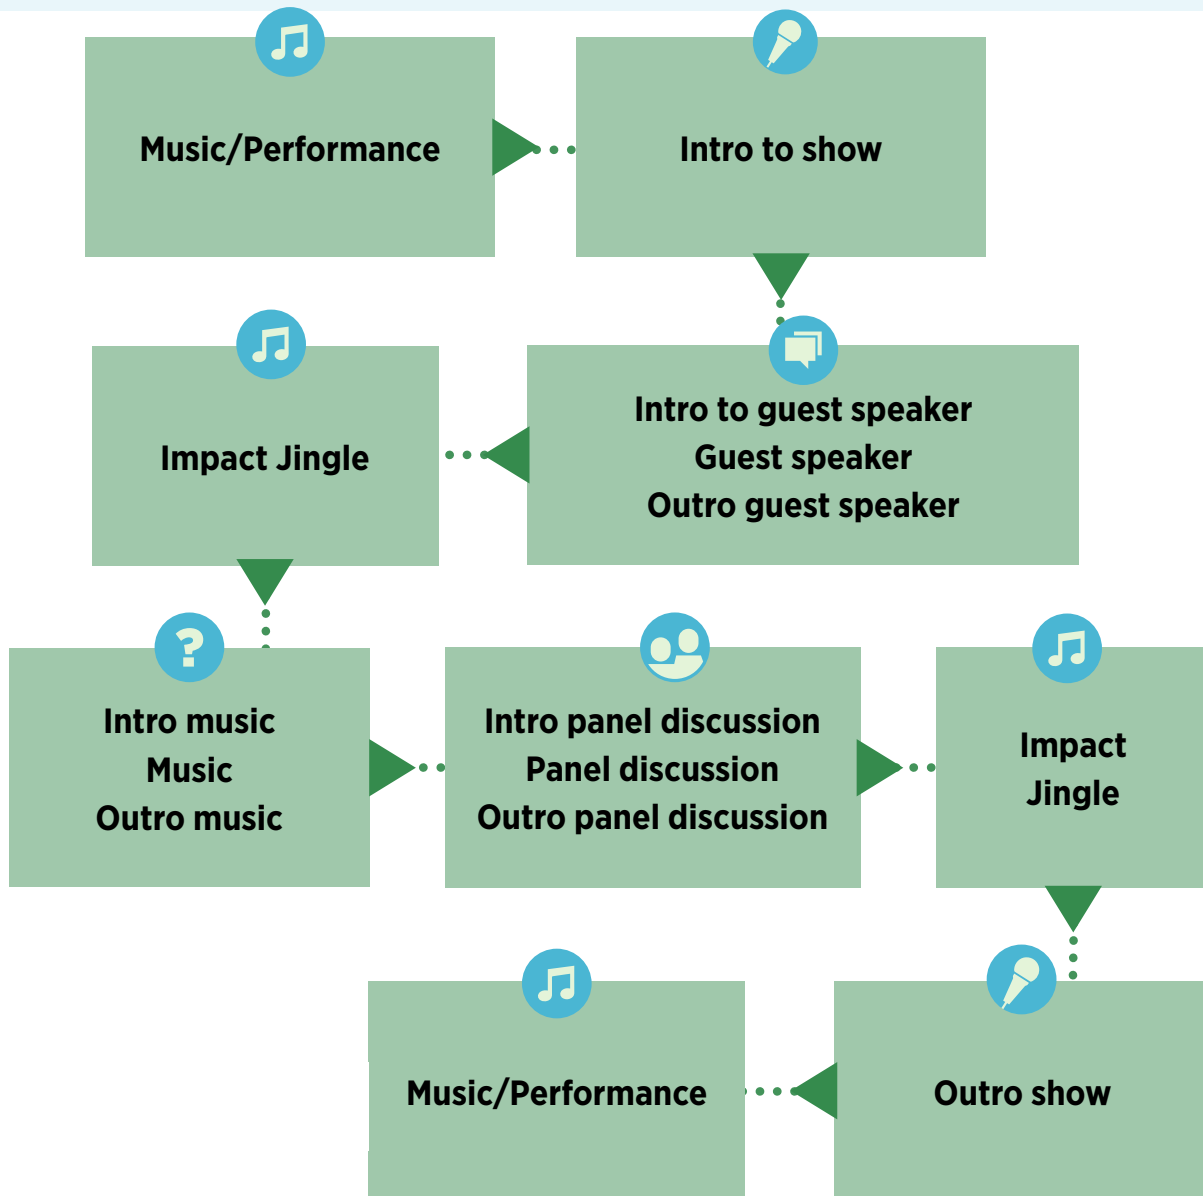 Music/Performance
Intro to show
Intro to guest speaker
Guest speaker
Outro guest speaker
Impact Jingle
Intro music
Music
Outro music
Intro panel discussion
Panel discussion
Outro panel discussion
Impact
Jingle
Outro show
Music/Performance